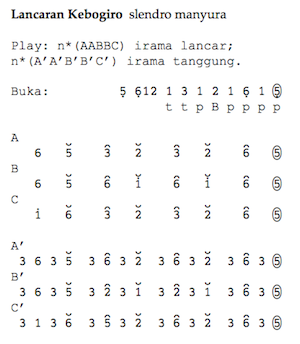 Lancaran Kebogiro slendro manyura
Play: n*(AABBC) irama lancar;
n*(A’A’B’B’C’) irama tanggung.
Buka: 5̣ 6̣12 1 3 1 2 1 6̣ 1 ⑤̣
t t p B p p p p
A
6 5̆ 3̂ 2̆ 3̂ 2̆ 6̂ ⑤
B
6 5̆ 6̂ 1̆ 6̂ 1̆ 6̂ ⑤
C
1̇ 6̆ 3̂ 2̆ 3̂ 2̆ 6̂ ⑤
A’
3 6 3 5̆ 3 6̂ 3 2̆ 3 6̂ 3 2̆ 3 6̂ 3 ⑤
B’
3 6 3 5̆ 3 2̂ 3 1̆ 3 2̂ 3 1̆ 3 6̂ 3 ⑤
C’
3 1 3 6̆ 3 5̂ 3 2̆ 3 6̂ 3 2̆ 3 6̂ 3 ⑤